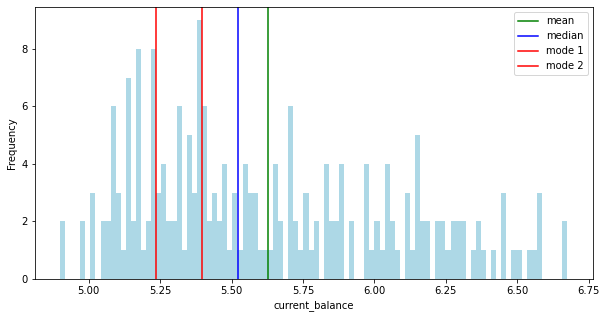 mean
median
mode 1
mode 2
Frequency
8
6
4
2
0
5.00 5.25 5.50 5.75 6.00 6.25 6.50 6.75
current_balance